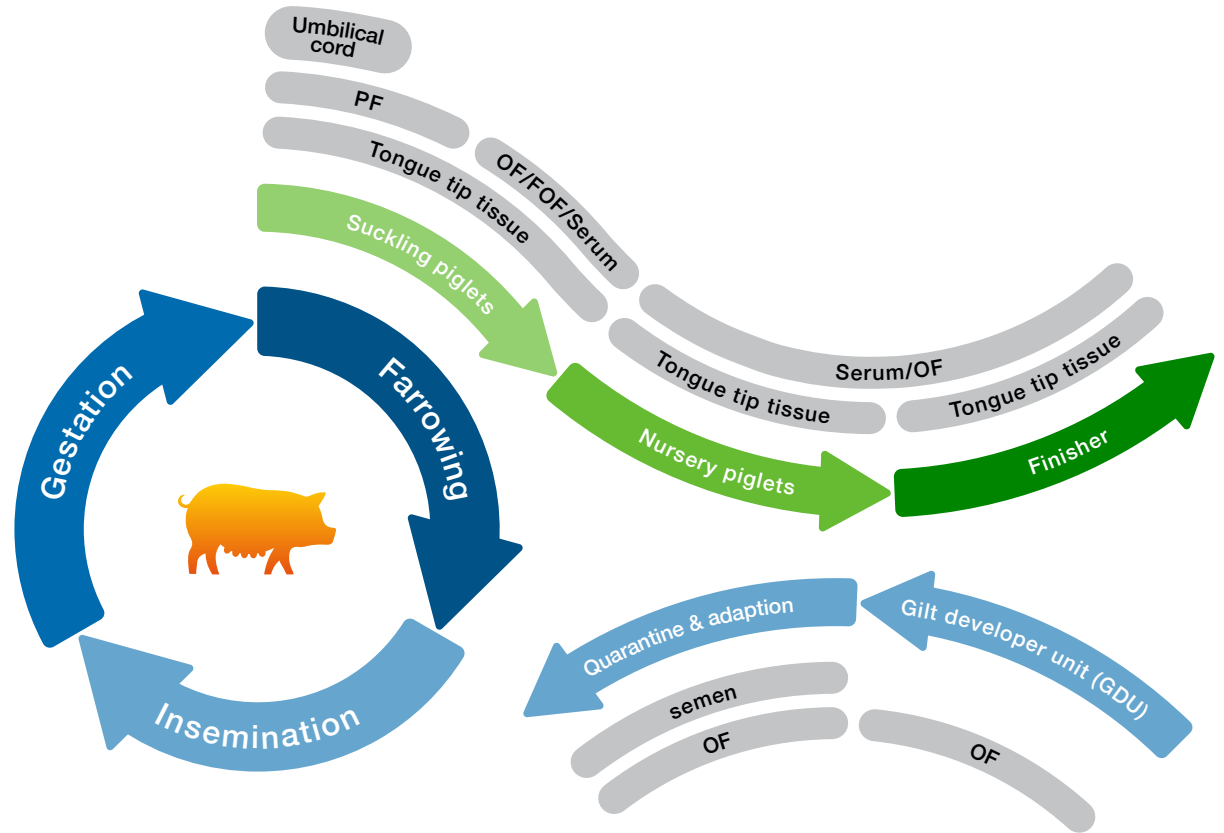 Umbilical
cord
PF
Tongue tip tissue
OF/FOF/Serum
Suckling piglets
Serum/OF
Tongue tip tissue
Tongue tip tissue
Nursery piglets
Finisher
Gestation
Farrowing
Insemination
Quarantine & adaption
Gilt developer unit (GDU)
semen
OF
OF